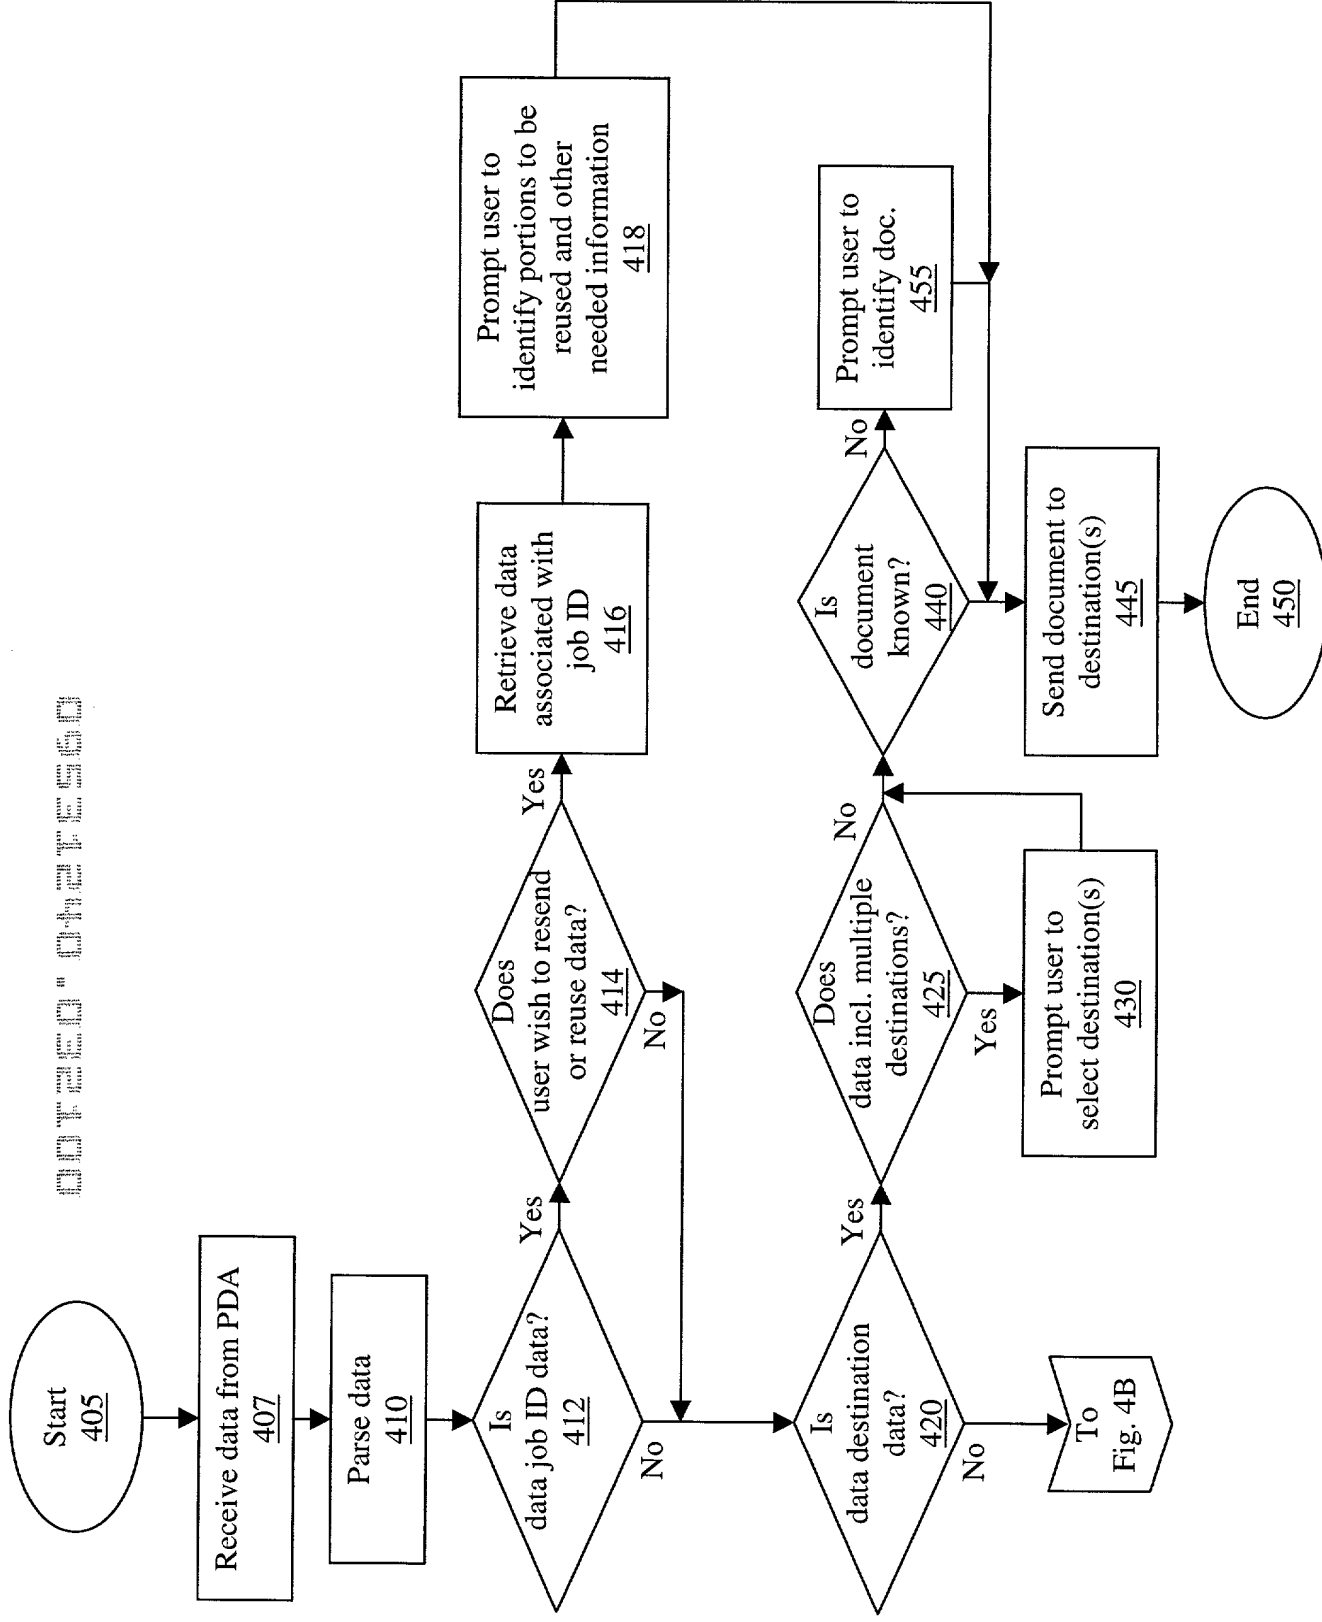 Start
405
Receive data from PDA
407
Parse data
410
Is
data job ID data?
412
Yes
No
Does
user wish to resend
or reuse data?
414
Yes
No
Retrieve data
associated with
job ID
416
Prompt user to
identify portions to be
reused and other
needed information
418
Is
data destination
data?
420
Yes
No
To
Fig. 4B
Does
data incl. multiple
destinations?
425
No
Yes
Prompt user to
select destination(s)
430
Is
document
known?
440
No
Prompt user to
identify doc.
455
Send document to
destination(s)
445
End
450